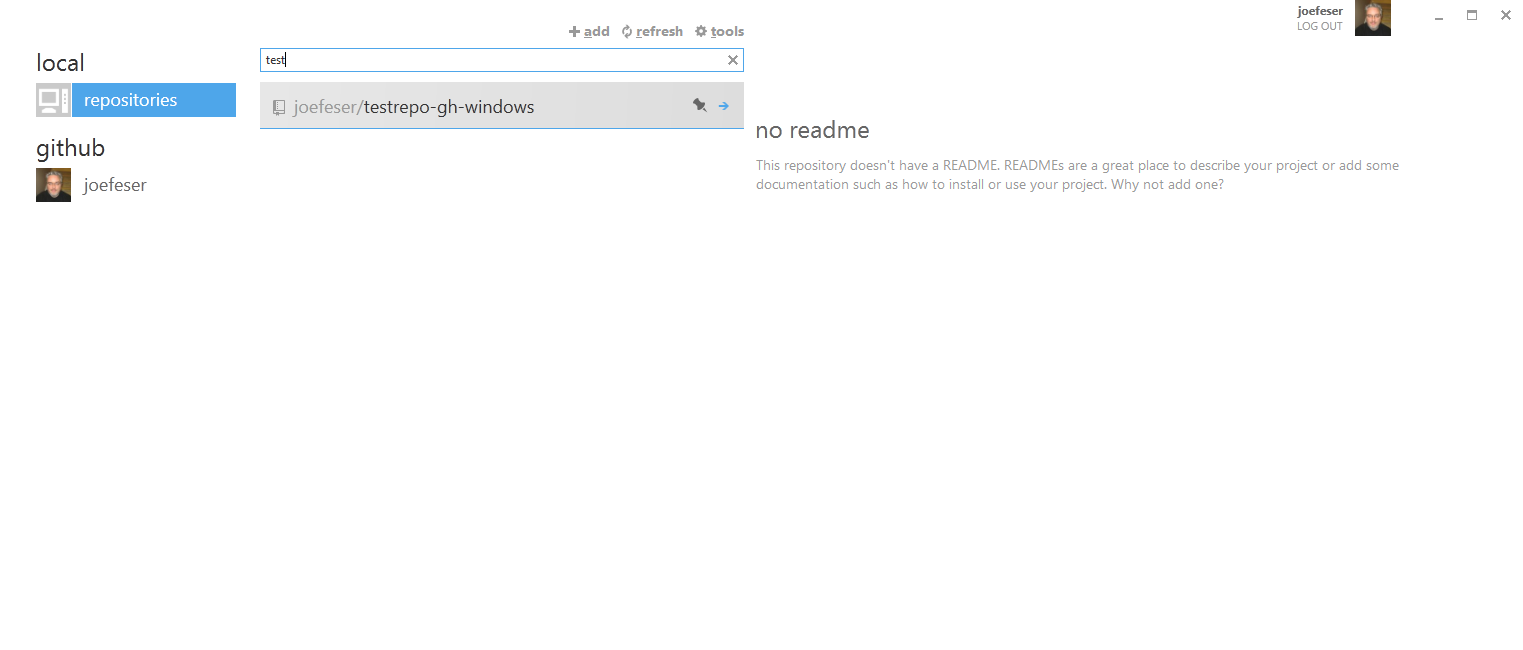 joefeser
LOG OUT
add refresh tools
local
test
repositories
joefeser/testrepo-gh-windows
github
joefeser
no readme
This repository doesn't have a README. READMEs are a great place to describe your project or add some
documentation such as how to install or use your project. Why not add one?